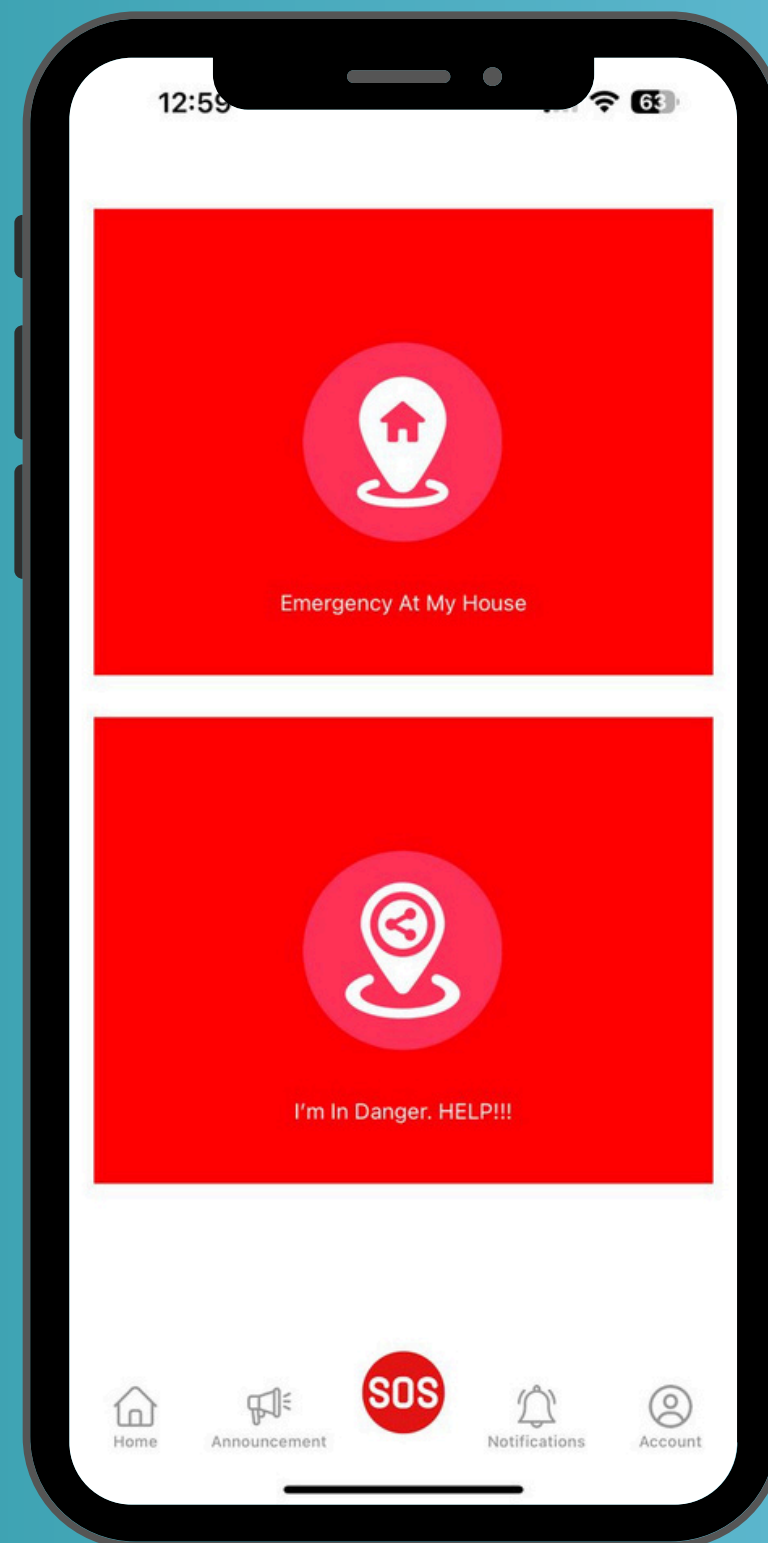 12:59
63
Emergency At My House
I'm In Danger. HELP!!!
SOS
Home
Announcement
Notifications
Account